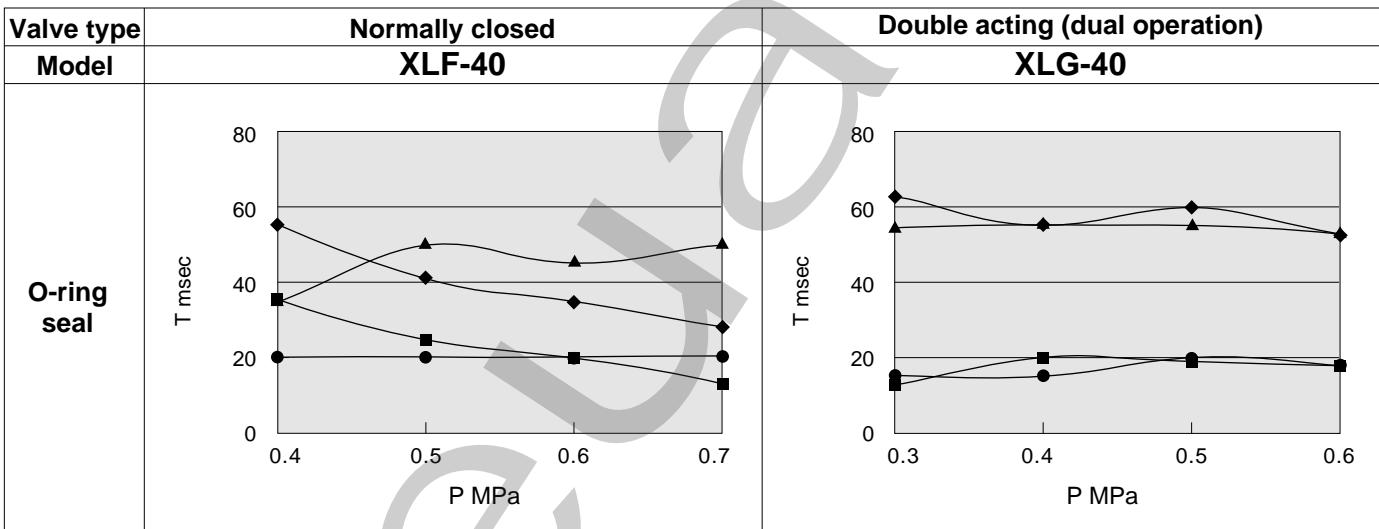 Valve type
Normally closed
Double acting (dual operation)
Model
XLF-40
XLG-40
O-ring
seal
T msec
80
60
40
20
0
0.4
0.5
0.6
0.7
P MPa
T msec
80
60
40
20
0
0.3
0.4
0.5
0.6
P MPa